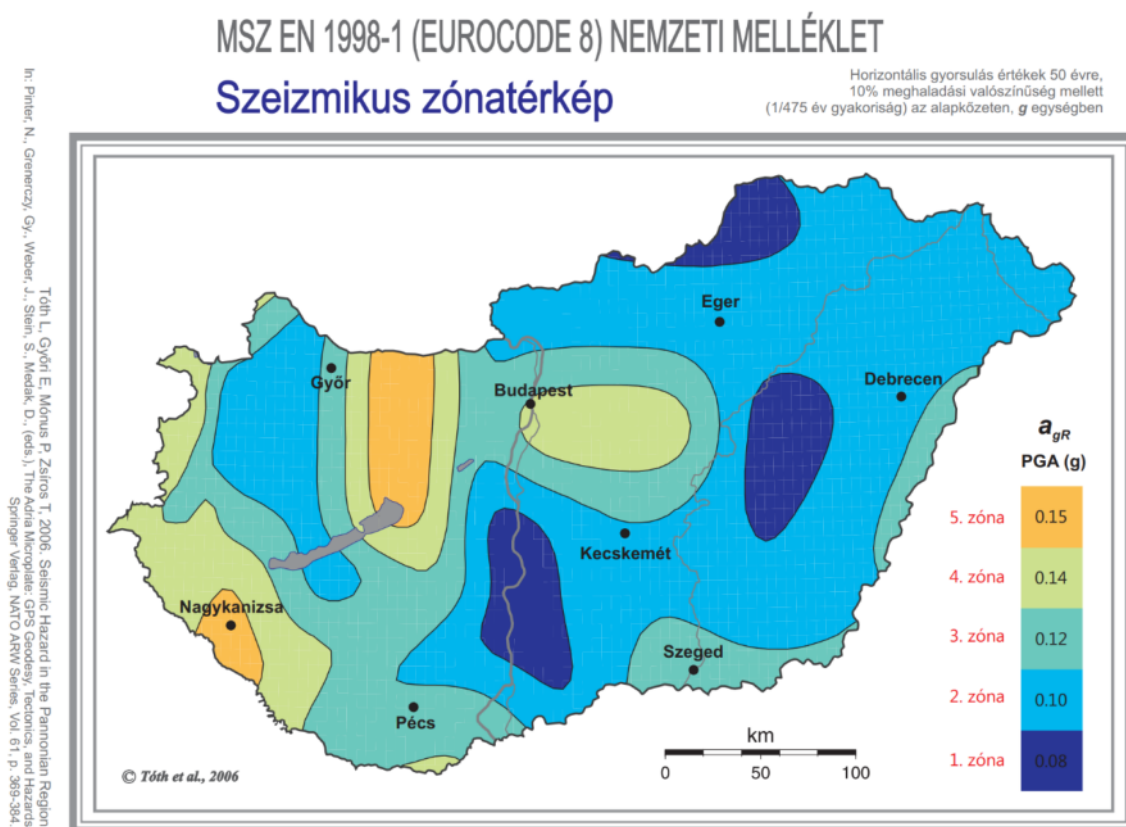 MSZ EN 1998-1 (EUROCODE 8) NEMZETI MELLÉKLET
Szeizmikus zónatérkép
Horizontális gyorsulás értékek 50 évre,
10% meghaladási valószínűség mellett
(1/475 év gyakoriság) az alapkőzeten, g egységben
Tóth L, Győri E, Mónus P, Zsíros T, 2006. Seismic Hazard in the Pannonian Region
In: Pinter, N., Grenerczy, Gy., Weber, J., Stein, S., Medak, D., (eds.), The Adria Microplate: GPS Geodesy, Tectonics, and Hazards
Springer Verlag, NATO ARW Series, Vol. 61, p. 369-384.
Eger
Győr
Budapest
Debrecen
Kecskemét
Nagykanizsa
Szeged
Pécs
agR
PGA (g)
5. zóna 0.15
4. zóna 0.14
3. zóna 0.12
2. zóna 0.10
1. zóna 0.08
km
0 50 100
© Tóth et al., 2006